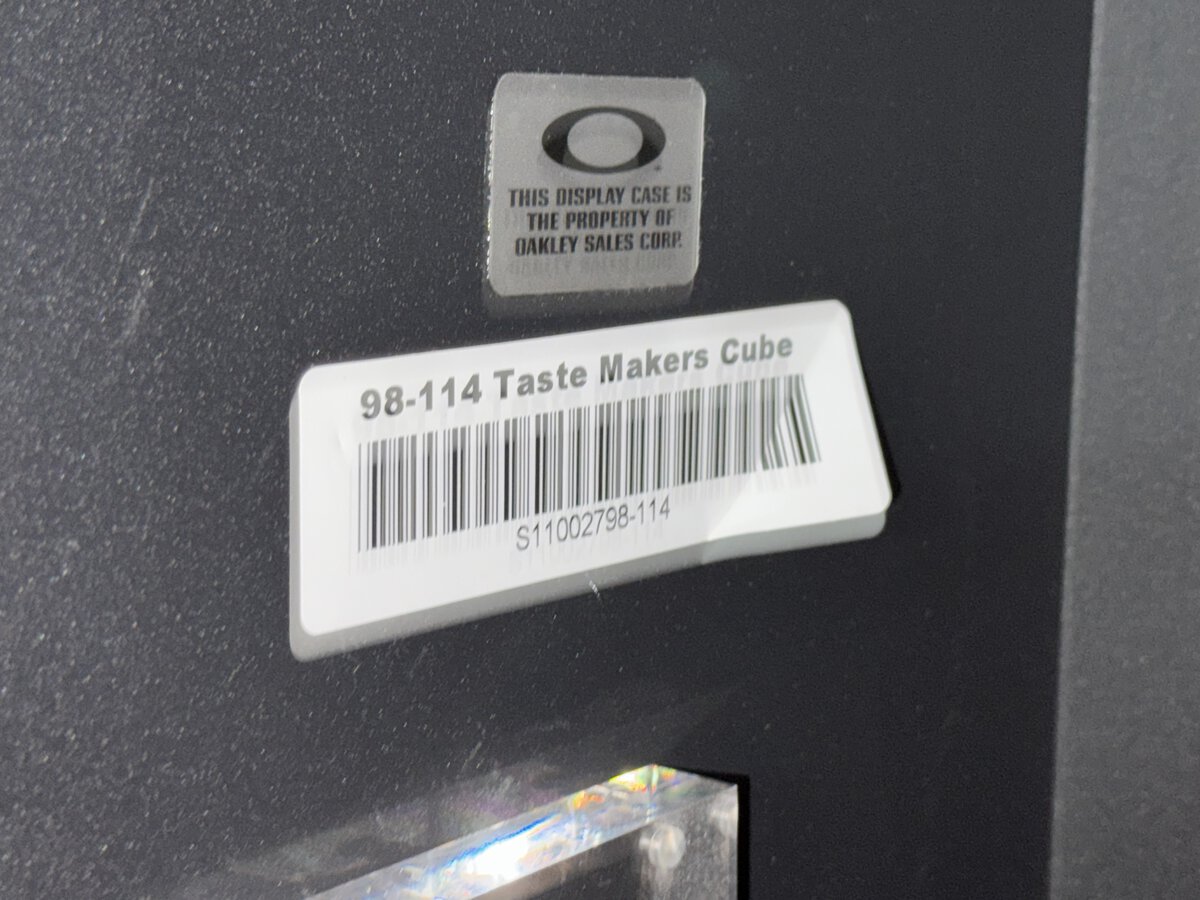 THIS DISPLAY CASE IS
THE PROPERTY OF
OAKLEY SALES CORP.
98-114 Taste Makers Cube
S11002798-114